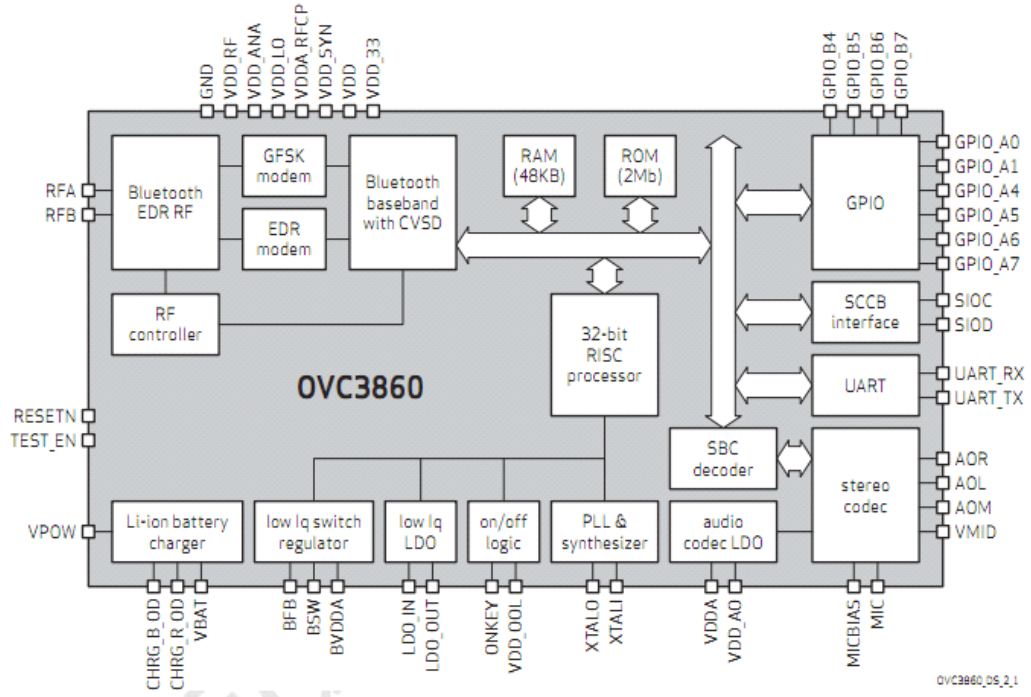 GND
VDD_RF
VDD_ANA
VDD_LO
VDDA_RFCP
VDD_SYN
VDD
VDD_33
GPIO_B4
GPIO_B5
GPIO_B6
GPIO_B7
RFA
RFB
Bluetooth
EDR RF
GFSK
modem
EDR
modem
Bluetooth
baseband
with CVSD
RAM
(48KB)
ROM
(2Mb)
GPIO
GPIO_A0
GPIO_A1
GPIO_A4
GPIO_A5
GPIO_A6
GPIO_A7
RF
controller
32-bit
RISC
processor
SCCB
interface
SIOC
SIOD
OVC3860
UART
UART_RX
UART_TX
RESETN
TEST_EN
SBC
decoder
stereo
codec
AOR
AOL
AOM
VMID
VPOW
Li-ion battery
charger
low Iq switch
regulator
low Iq
LDO
on/off
logic
PLL &
synthesizer
audio
codec LDO
CHRG_B_OD
CHRG_R_OD
VBAT
BFB
BSW
BVDDA
LDO_IN
LDO_OUT
ONKEY
VDD_OOL
XTALO
XTALI
VDDA
VDD_AO
MICBIAS
MIC
OVC3860_DS_2_1